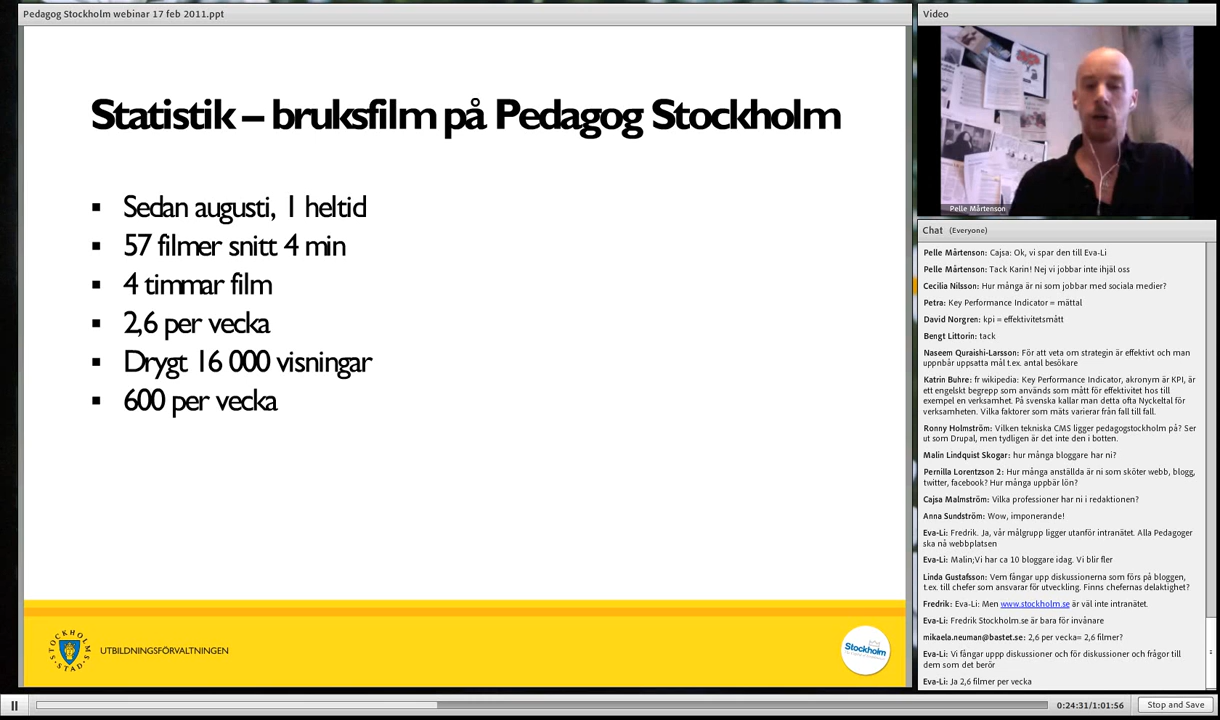 Pedagog Stockholm webinar 17 feb 2011.ppt
Statistik – bruksfilm på Pedagog Stockholm
Sedan augusti, 1 heltid
57 filmer snitt 4 min
4 timmar film
2,6 per vecka
Drygt 16 000 visningar
600 per vecka
STOCKHOLMS STAD
UTBILDNINGSFÖRVALTNINGEN
Stockholm
Video
Pelle Mårtenson
Chat (Everyone)
Pelle Mårtenson: Cajsa: Ok, vi spar den till Eva-Li
Pelle Mårtenson: Tack Karin! Nej vi jobbar inte ihjäl oss
Cecilia Nilsson: Hur många är ni som jobbar med sociala medier?
Petra: Key Performance Indicator = mättal
David Norgren: kpi = effektivitetsmått
Bengt Littorin: tack
Naseem Quraishi-Larsson: För att veta om strategin är effektivt och man
uppnbår uppsatta mål t.ex. antal besökare
Katrin Buhre: fr wikipedia: Key Performance Indicator, akronym är KPI, är
ett engelskt begrepp som används som mått för effektivitet hos till
exempel en verksamhet. På svenska kallar man detta ofta Nyckeltal för
verksamheten. Vilka faktorer som mäts varierar från fall till fall.
Ronny Holmström: Vilken tekniska CMS ligger pedagogstockholm på? Ser
ut som Drupal, men tydligen är det inte den i botten.
Malin Lindquist Skogar: hur många bloggare har ni?
Pernilla Lorentzson 2: Hur många anställda är ni som sköter webb, blogg,
twitter, facebook? Hur många uppbär lön?
Cajsa Malmström: Vilka professioner har ni i redaktionen?
Anna Sundström: Wow, imponerande!
Eva-Li: Fredrik. Ja, vår målgrupp ligger utanför intranätet. Alla Pedagoger
ska nå webbplatsen
Eva-Li: Malin;Vi har ca 10 bloggare idag. Vi blir fler
Linda Gustafsson: Vem fångar upp diskussionerna som förs på bloggen,
t.ex. till chefer som ansvarar för utveckling. Finns chefernas delaktighet?
Fredrik: Eva-Li: Men www.stockholm.se är väl inte intranätet.
Eva-Li: Fredrik Stockholm.se är bara för invånare
mikaela.neuman@bastet.se: 2,6 per vecka= 2,6 filmer?
Eva-Li: Vi fångar uppp diskussioner och för diskussioner och frågor till
dem som det berör
Eva-Li: Ja 2,6 filmer per vecka
0:24:31/1:01:56
Stop and Save